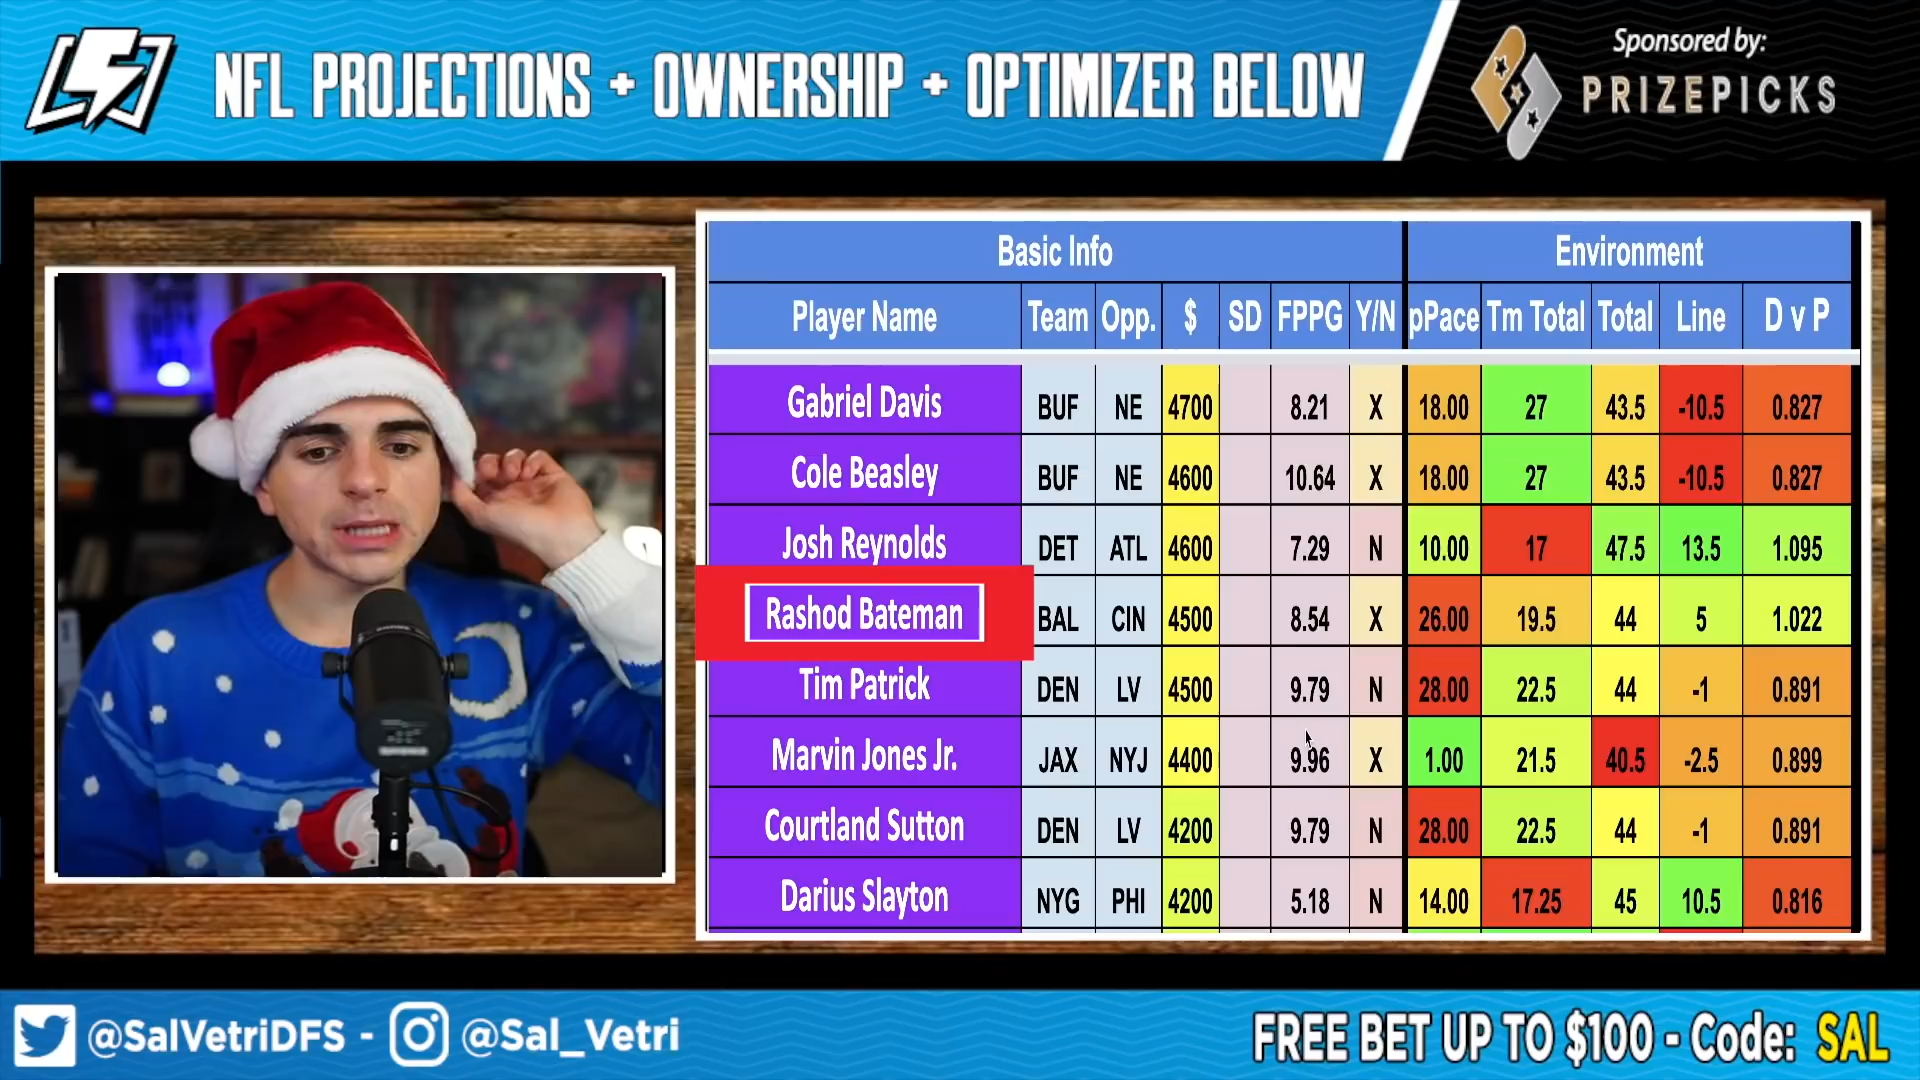 NFL PROJECTIONS + OWNERSHIP + OPTIMIZER BELOW
Sponsored by:
PRIZEPICKS
Basic Info Environment
Player Name Team Opp. $ SD FPPG Y/N pPace Tm Total Total Line D v P
Gabriel Davis BUF NE 4700 8.21 X 18.00 27 43.5 -10.5 0.827
Cole Beasley BUF NE 4600 10.64 X 18.00 27 43.5 -10.5 0.827
Josh Reynolds DET ATL 4600 7.29 N 10.00 17 47.5 13.5 1.095
Rashod Bateman BAL CIN 4500 8.54 X 26.00 19.5 44 5 1.022
Tim Patrick DEN LV 4500 9.79 N 28.00 22.5 44 -1 0.891
Marvin Jones Jr. JAX NYJ 4400 9.96 X 1.00 21.5 40.5 -2.5 0.899
Courtland Sutton DEN LV 4200 9.79 N 28.00 22.5 44 -1 0.891
Darius Slayton NYG PHI 4200 5.18 N 14.00 17.25 45 10.5 0.816
@SalVetriDFS - @Sal_Vetri
FREE BET UP TO $100 - Code: SAL